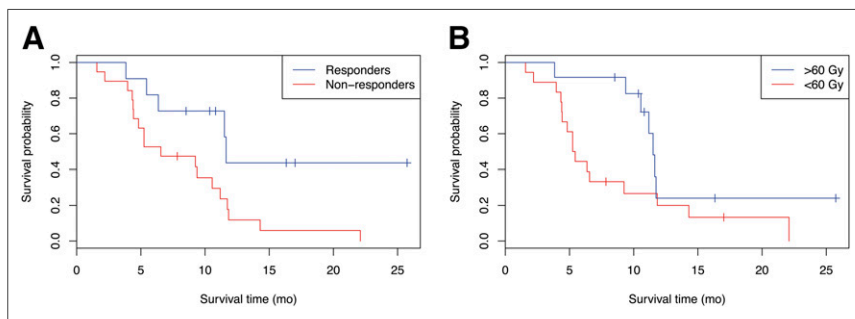 A
Survival probability
1.0
0.8
0.6
0.4
0.2
0.0
Responders
Non−responders
0
5
10
15
20
25
Survival time (mo)
B
Survival probability
1.0
0.8
0.6
0.4
0.2
0.0
>60 Gy
<60 Gy
0
5
10
15
20
25
Survival time (mo)